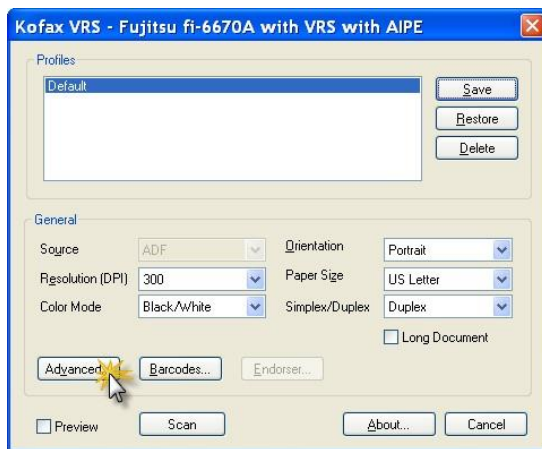 Kofax VRS - Fujitsu fi-6670A with VRS with AIPE
Profiles
Default
Save
Restore
Delete
General
Source ADF Orientation Portrait
Resolution (DPI) 300 Paper Size US Letter
Color Mode Black/White Simplex/Duplex Duplex
Long Document
Advanced... Barcodes... Endorser...
Preview Scan About... Cancel